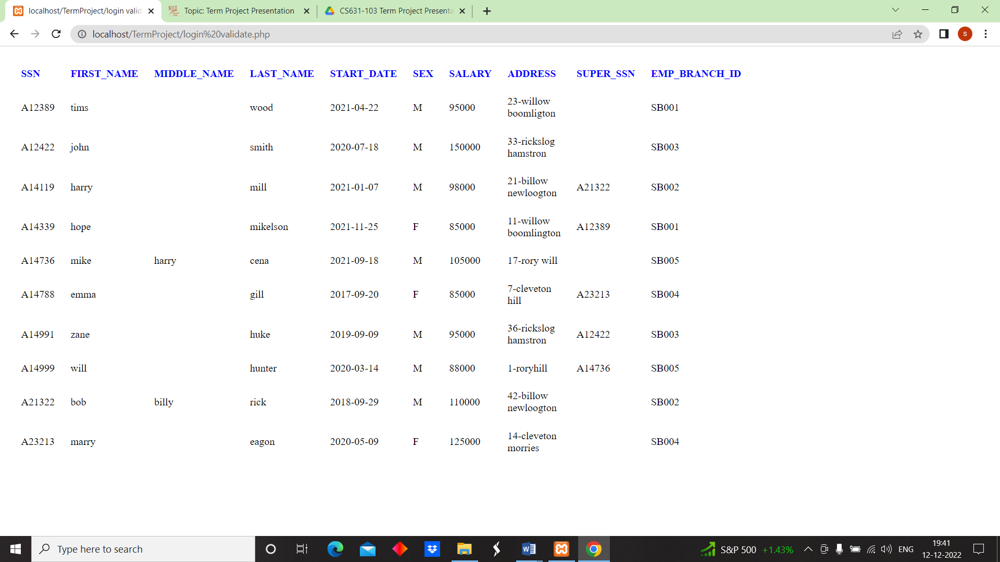 localhost/TermProject/login valid
Topic: Term Project Presentation
CS631-103 Term Project Presenta
localhost/TermProject/login%20validate.php
S
SSN FIRST_NAME MIDDLE_NAME LAST_NAME START_DATE SEX SALARY ADDRESS SUPER_SSN EMP_BRANCH_ID
A12389 tims wood 2021-04-22 M 95000 23-willow boomligton SB001
A12422 john smith 2020-07-18 M 150000 33-rickslog hamstron SB003
A14119 harry mill 2021-01-07 M 98000 21-billow newloogton A21322 SB002
A14339 hope mikelson 2021-11-25 F 85000 11-willow boomlington A12389 SB001
A14736 mike harry cena 2021-09-18 M 105000 17-rory will SB005
A14788 emma gill 2017-09-20 F 85000 7-cleveton hill A23213 SB004
A14991 zane huke 2019-09-09 M 95000 36-rickslog hamstron A12422 SB003
A14999 will hunter 2020-03-14 M 88000 1-roryhill A14736 SB005
A21322 bob billy rick 2018-09-29 M 110000 42-billow newloogton SB002
A23213 marry eagon 2020-05-09 F 125000 14-cleveton morries SB004
Type here to search
S&P 500 +1.43%
ENG
19:41
12-12-2022